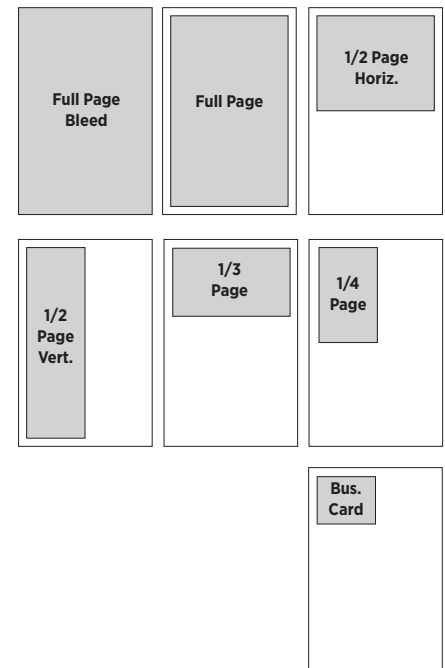 Full Page
Bleed
Full Page
1/2 Page
Horiz.
1/2
Page
Vert.
1/3
Page
1/4
Page
Bus.
Card